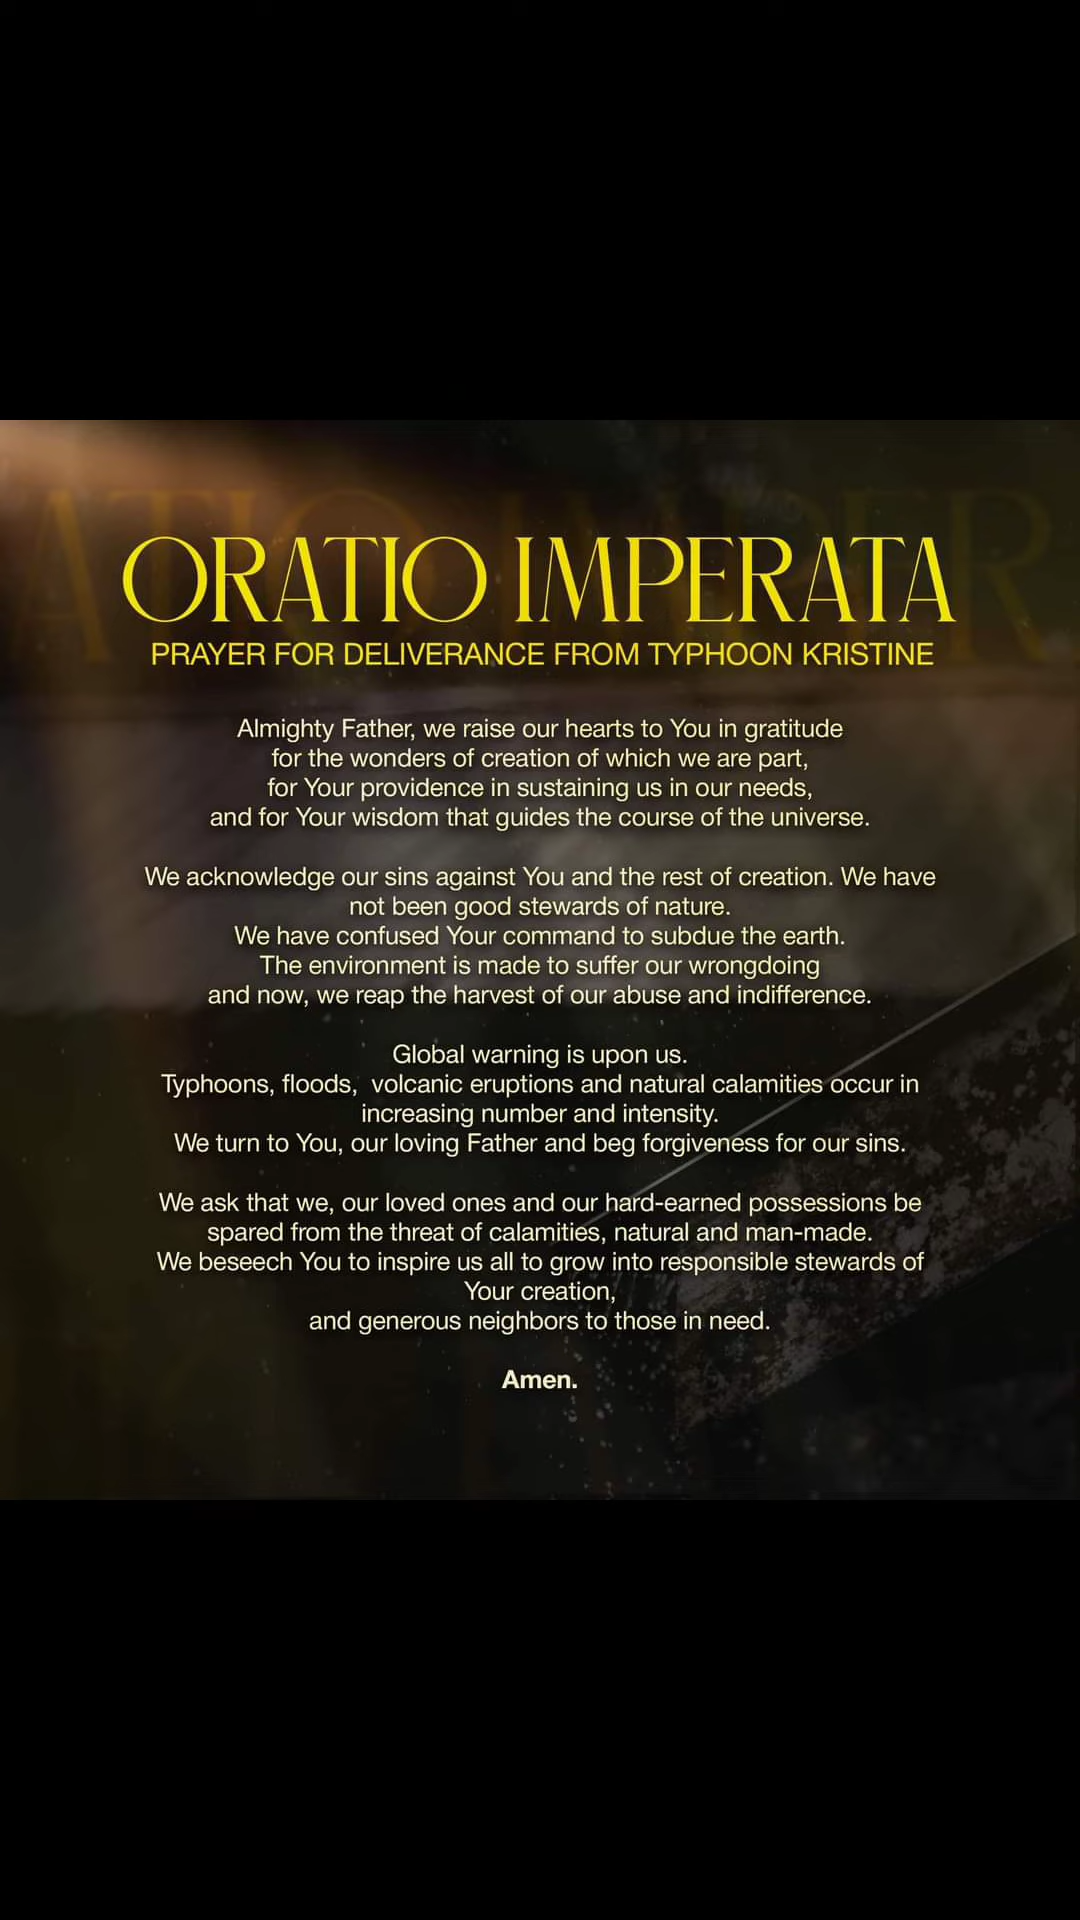 ORATIO IMPERATA
PRAYER FOR DELIVERANCE FROM TYPHOON KRISTINE
Almighty Father, we raise our hearts to You in gratitude
for the wonders of creation of which we are part,
for Your providence in sustaining us in our needs,
and for Your wisdom that guides the course of the universe.
We acknowledge our sins against You and the rest of creation. We have
not been good stewards of nature.
We have confused Your command to subdue the earth.
The environment is made to suffer our wrongdoing
and now, we reap the harvest of our abuse and indifference.
Global warning is upon us.
Typhoons, floods,  volcanic eruptions and natural calamities occur in
increasing number and intensity.
We turn to You, our loving Father and beg forgiveness for our sins.
We ask that we, our loved ones and our hard-earned possessions be
spared from the threat of calamities, natural and man-made.
We beseech You to inspire us all to grow into responsible stewards of
Your creation,
and generous neighbors to those in need.
Amen.